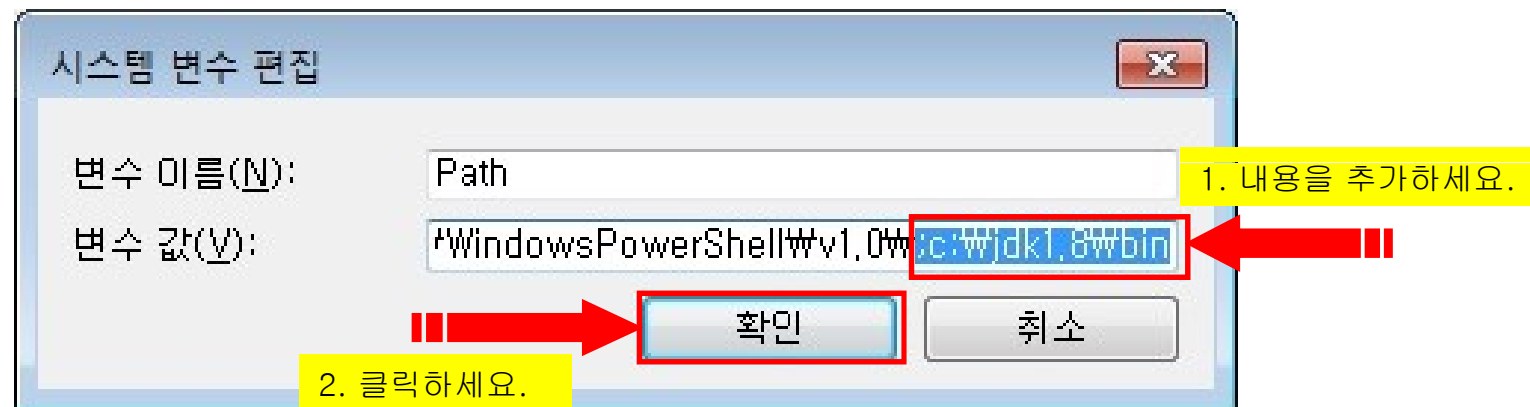 시스템 변수 편집
변수 이름(N):
Path
1. 내용을 추가하세요.
변수 값(V):
WindowsPowerShell₩v1.0₩;c:₩jdk1.8₩bin
확인
취소
2. 클릭하세요.